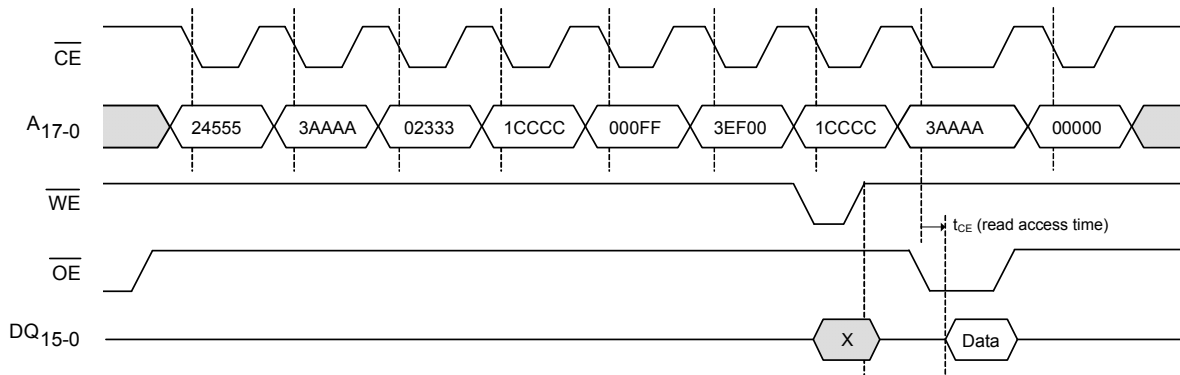 CE
A17-0 24555 3AAAA 02333 1CCCC 000FF 3EF00 1CCCC 3AAAA 00000
WE
tCE (read access time)
OE
DQ15-0 X Data